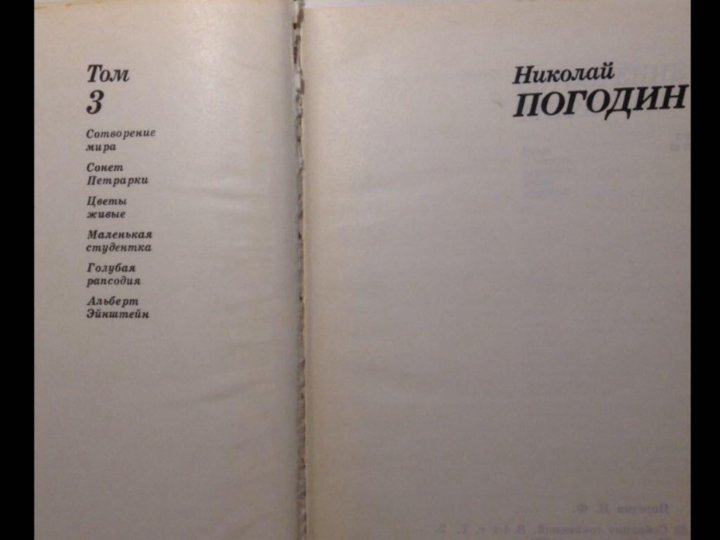 Том
3
Сотворение
мира
Сонет
Петрарки
Цветы
живые
Маленькая
студентка
Голубая
рапсодия
Альберт
Эйнштейн
Николай
ПОГОДИН